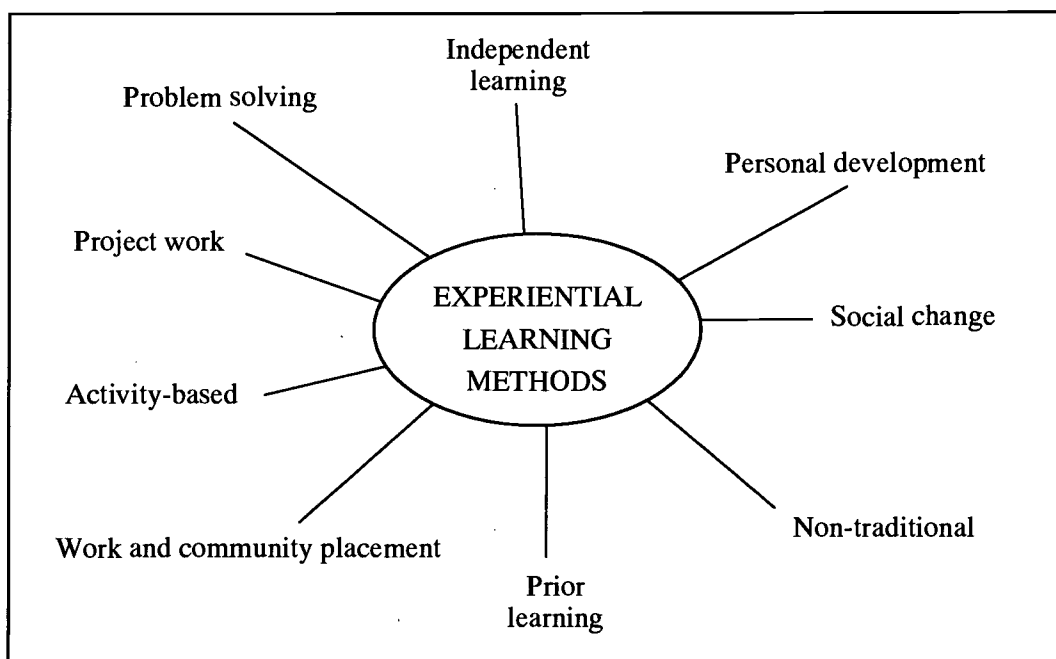 Independent
learning
Problem solving
Personal development
Project work
EXPERIENTIAL
LEARNING
METHODS
Social change
Activity-based
Work and community placement
Non-traditional
Prior
learning